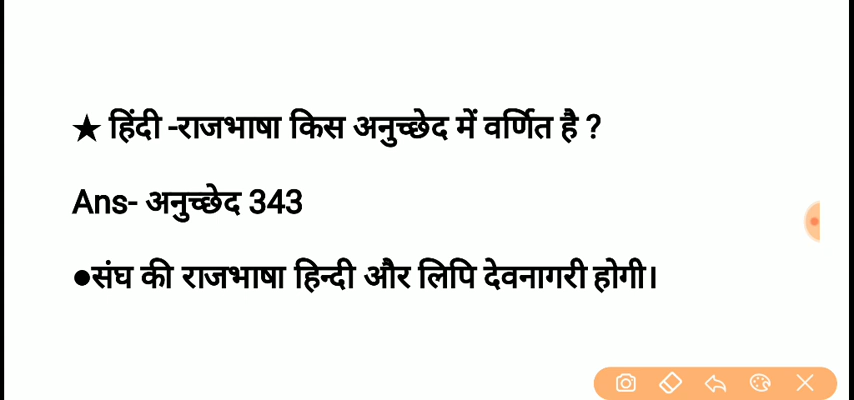 ★ हिंदी -राजभाषा किस अनुच्छेद में वर्णित है ?
Ans- अनुच्छेद 343
●संघ की राजभाषा हिन्दी और लिपि देवनागरी होगी।